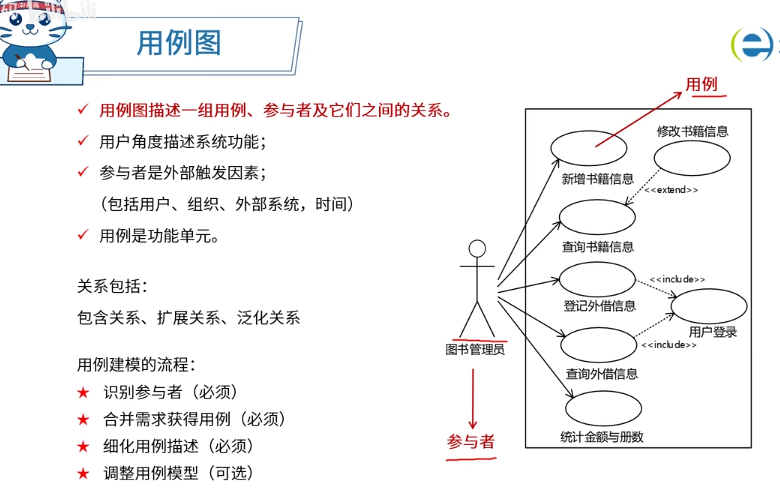 用例图
用例图描述一组用例、参与者及它们之间的关系。
用户角度描述系统功能；
参与者是外部触发因素；
（包括用户、组织、外部系统，时间）
用例是功能单元。
关系包括：
包含关系、扩展关系、泛化关系
用例建模的流程：
识别参与者（必须）
合并需求获得用例（必须）
细化用例描述（必须）
调整用例模型（可选）
用例
修改书籍信息
新增书籍信息
<<extend>>
查询书籍信息
<<include>>
登记外借信息
用户登录
<<include>>
图书管理员
查询外借信息
参与者
统计金额与册数